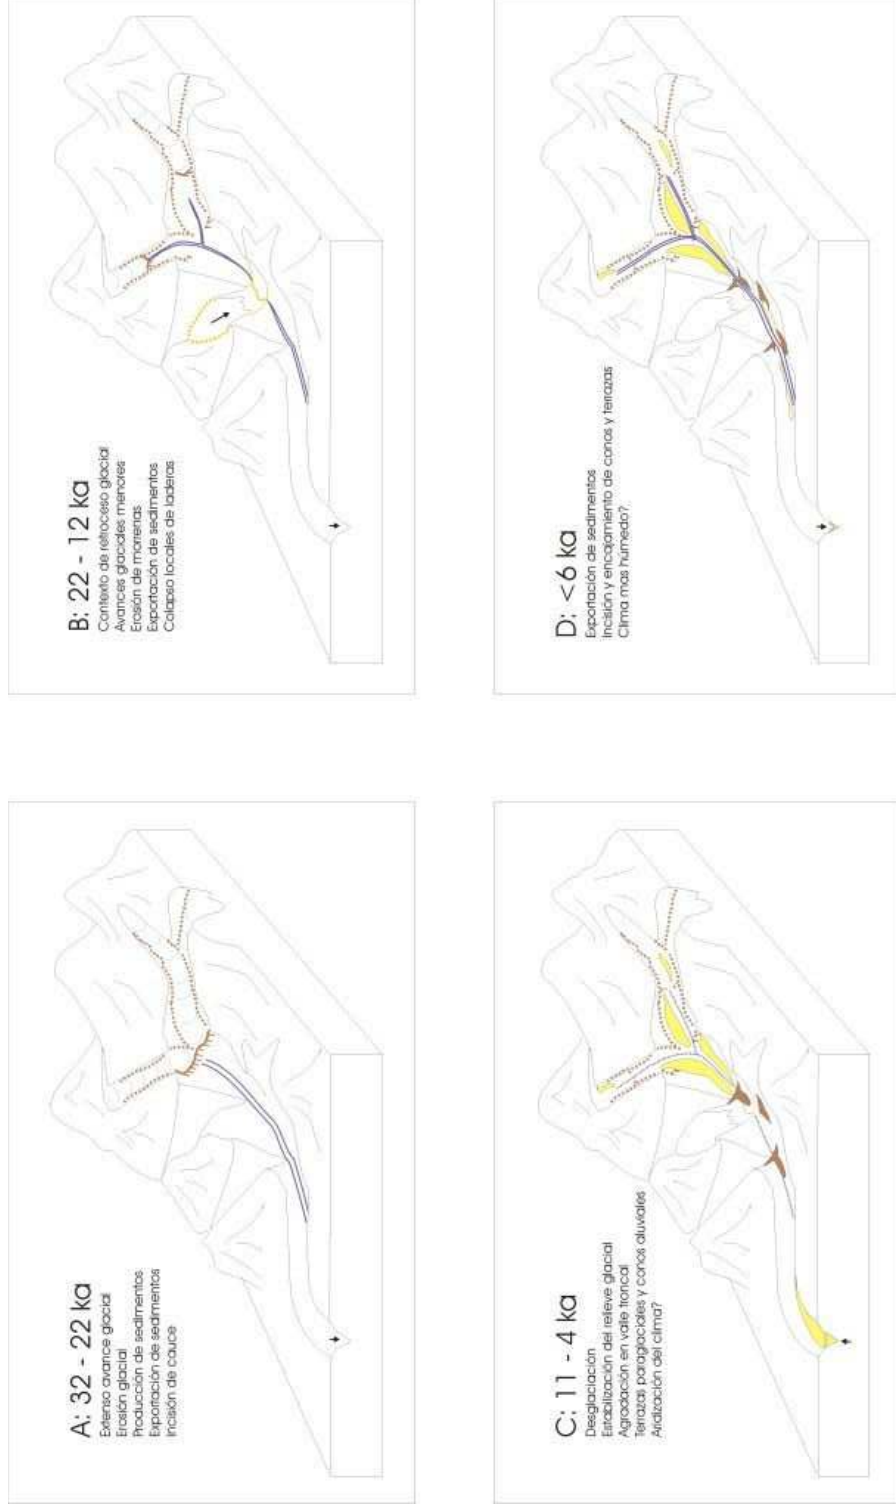 A: 32 - 22 ka
Extenso avance glacial
Erosión glacial
Producción de sedimentos
Exportación de sedimentos
Incisión de cauce
B: 22 - 12 ka
Contexto de retroceso glacial
Avances glaciales menores
Erosión de morrenas
Exportación de sedimentos
Colapso locales de laderas
C: 11 - 4 ka
Desglaciación
Estabilización del relieve glacial
Agradación en valle troncal
Terrazas paraglaciales y conos aluviales
Aridización del clima?
D: <6 ka
Exportación de sedimentos
Incisión y encajamiento de conos y terrazas
Clima mas húmedo?